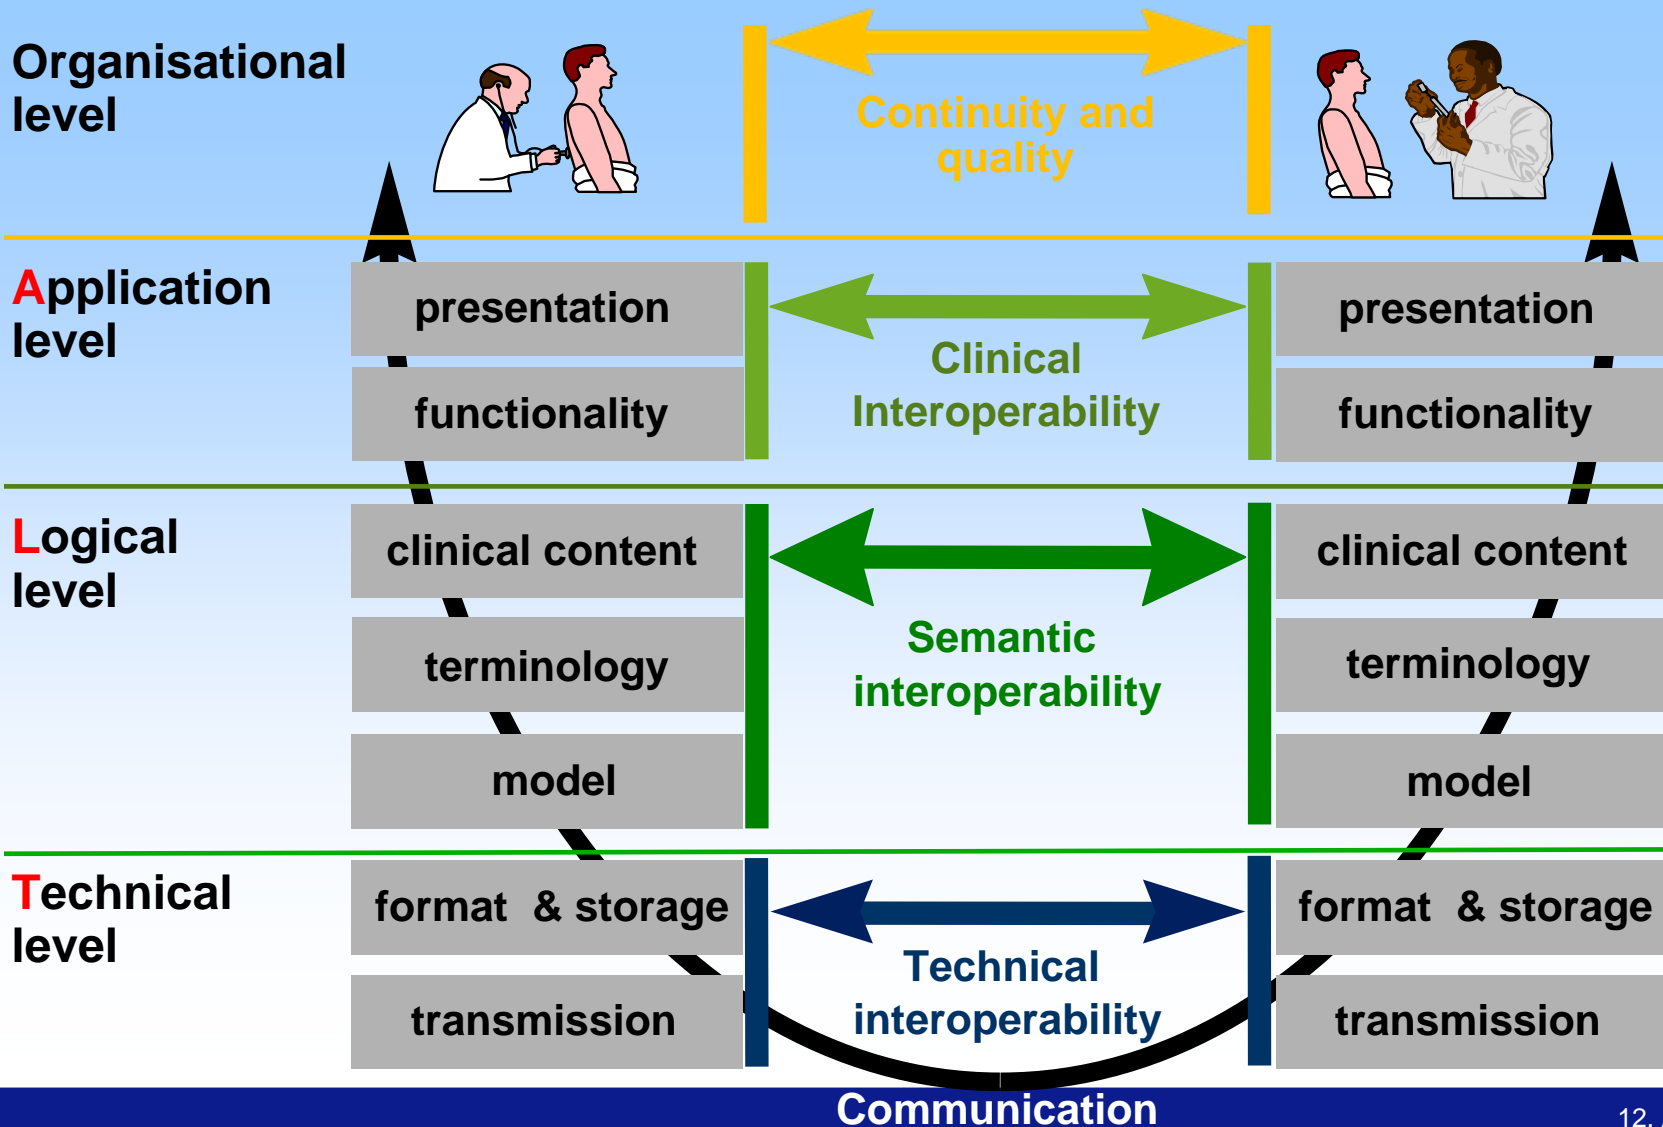 Organisational
level
Continuity and
quality
Application
level
presentation
functionality
Clinical
Interoperability
presentation
functionality
Logical
level
clinical content
terminology
model
Semantic
interoperability
clinical content
terminology
model
Technical
level
format & storage
transmission
Technical
interoperability
format & storage
transmission
Communication
12.